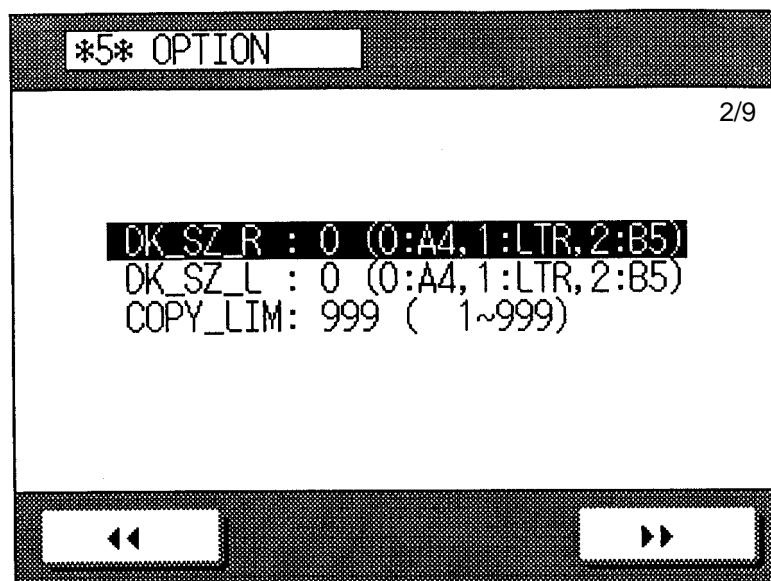 *5* OPTION
2/9
DK_SZ_R : 0 (0:A4,1:LTR,2:B5)
DK_SZ_L : 0 (0:A4,1:LTR,2:B5)
COPY_LIM: 999 (  1~999)